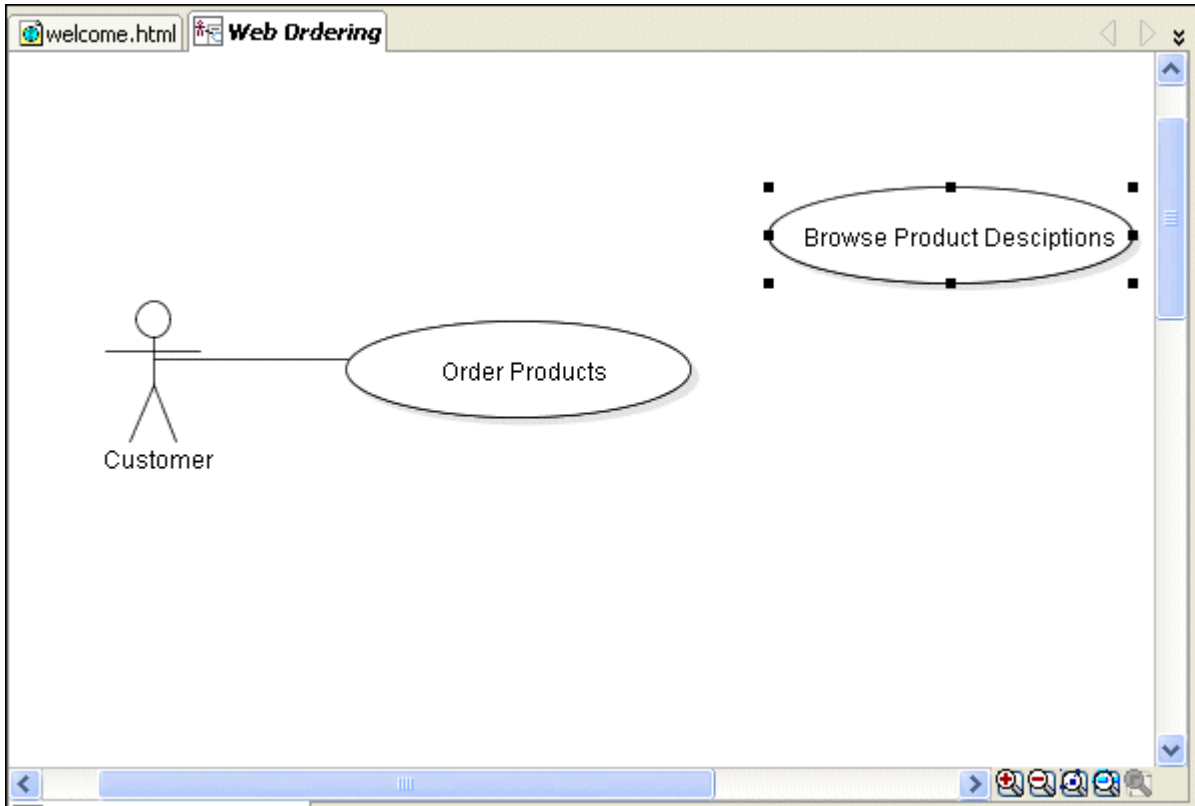 welcome.html
Web Ordering
Browse Product Desciptions
Order Products
Customer